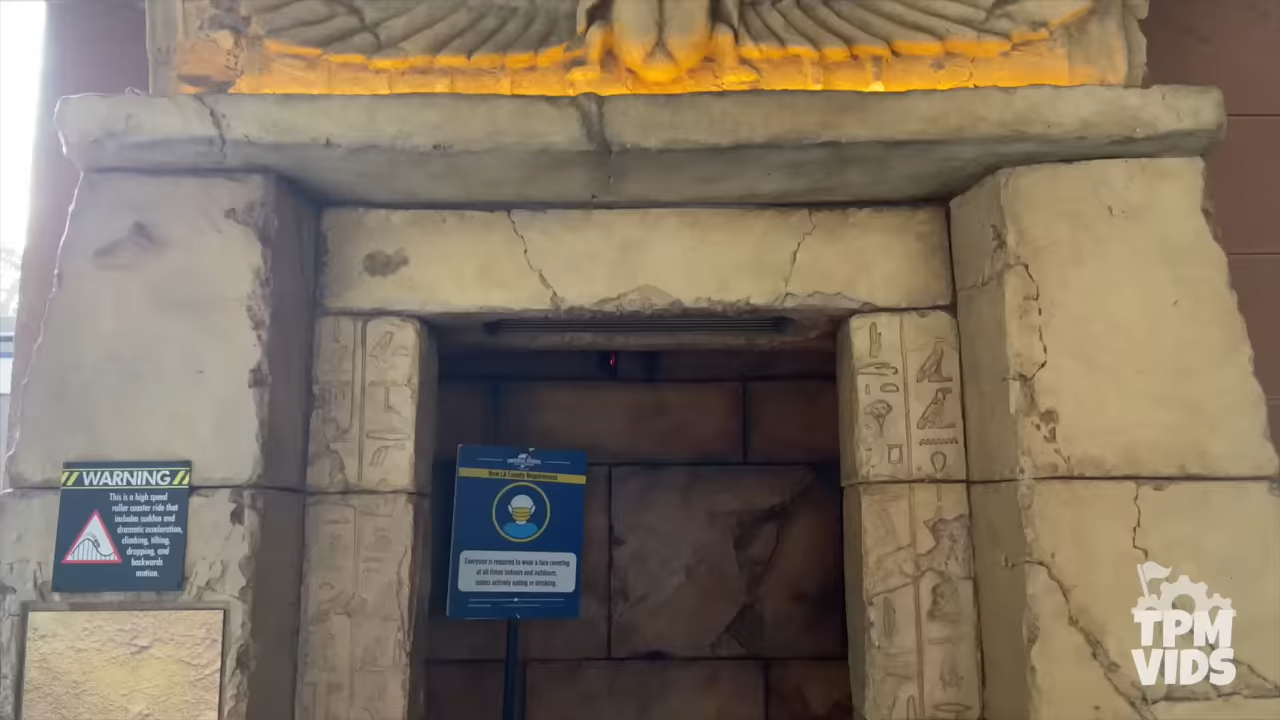 WARNING
This is a high speed
roller coaster ride that
includes sudden and
dramatic acceleration,
climbing, tilting,
dropping, and
backwards
motion.
UNIVERSAL STUDIOS
New LA County Requirement
Everyone is required to wear a face covering
at all times indoors and outdoors,
unless actively eating or drinking.
TPM
VIDS